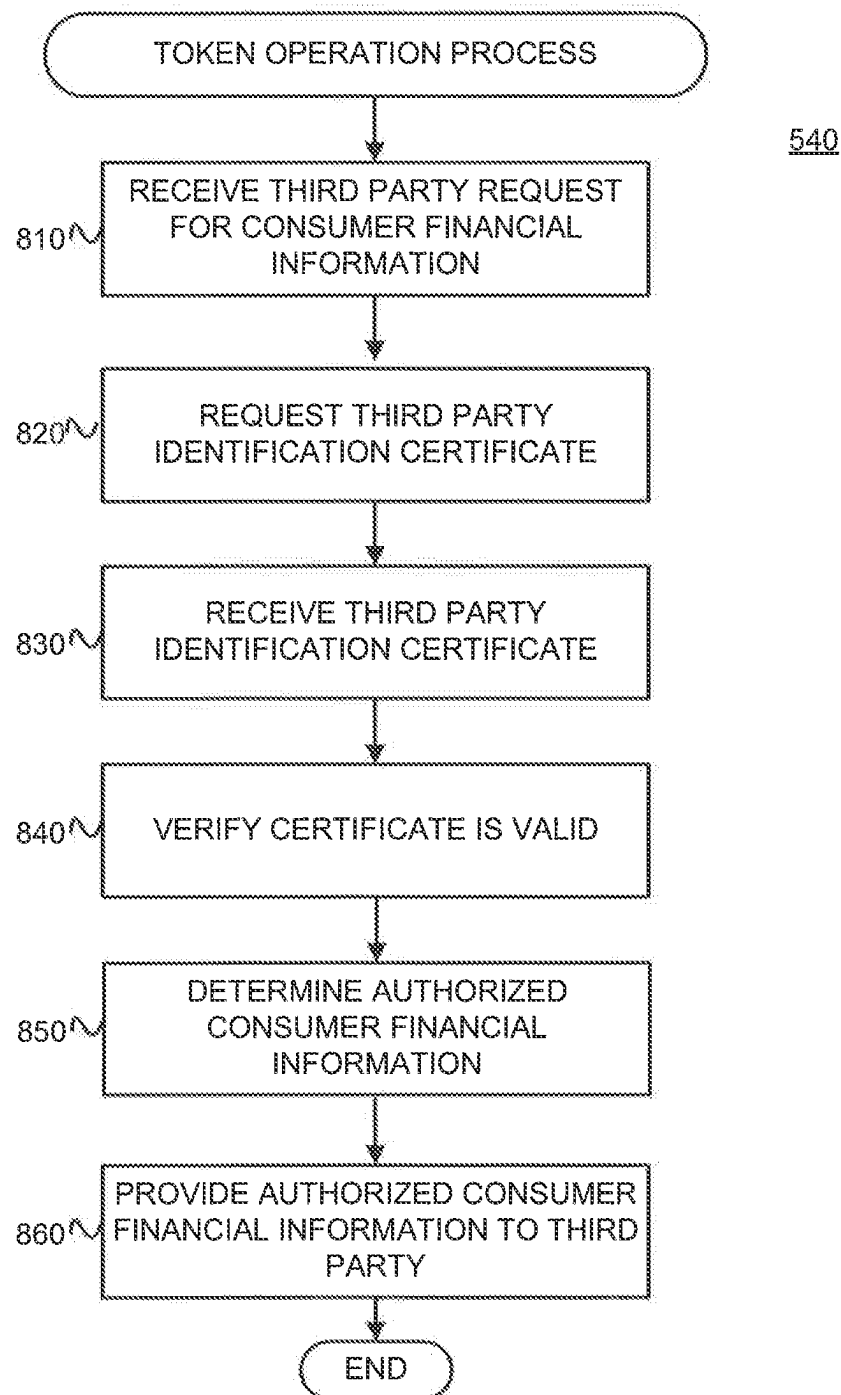 TOKEN OPERATION PROCESS
540
810
RECEIVE THIRD PARTY REQUEST
FOR CONSUMER FINANCIAL
INFORMATION
820
REQUEST THIRD PARTY
IDENTIFICATION CERTIFICATE
830
RECEIVE THIRD PARTY
IDENTIFICATION CERTIFICATE
840
VERIFY CERTIFICATE IS VALID
850
DETERMINE AUTHORIZED
CONSUMER FINANCIAL
INFORMATION
860
PROVIDE AUTHORIZED CONSUMER
FINANCIAL INFORMATION TO THIRD
PARTY
END